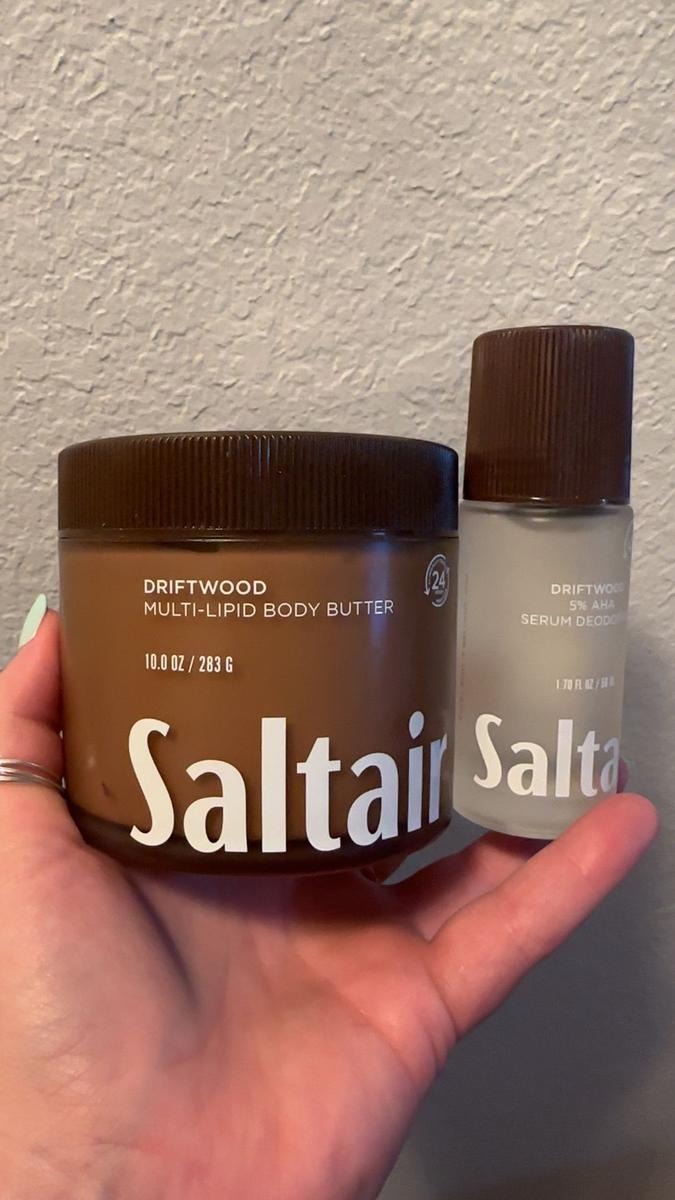 DRIFTWOOD
MULTI-LIPID BODY BUTTER
24
10.0 OZ / 283 G
Saltair
DRIFTWOOD
5% AHA
SERUM DEODO
1.70 FL OZ / 50
Salta